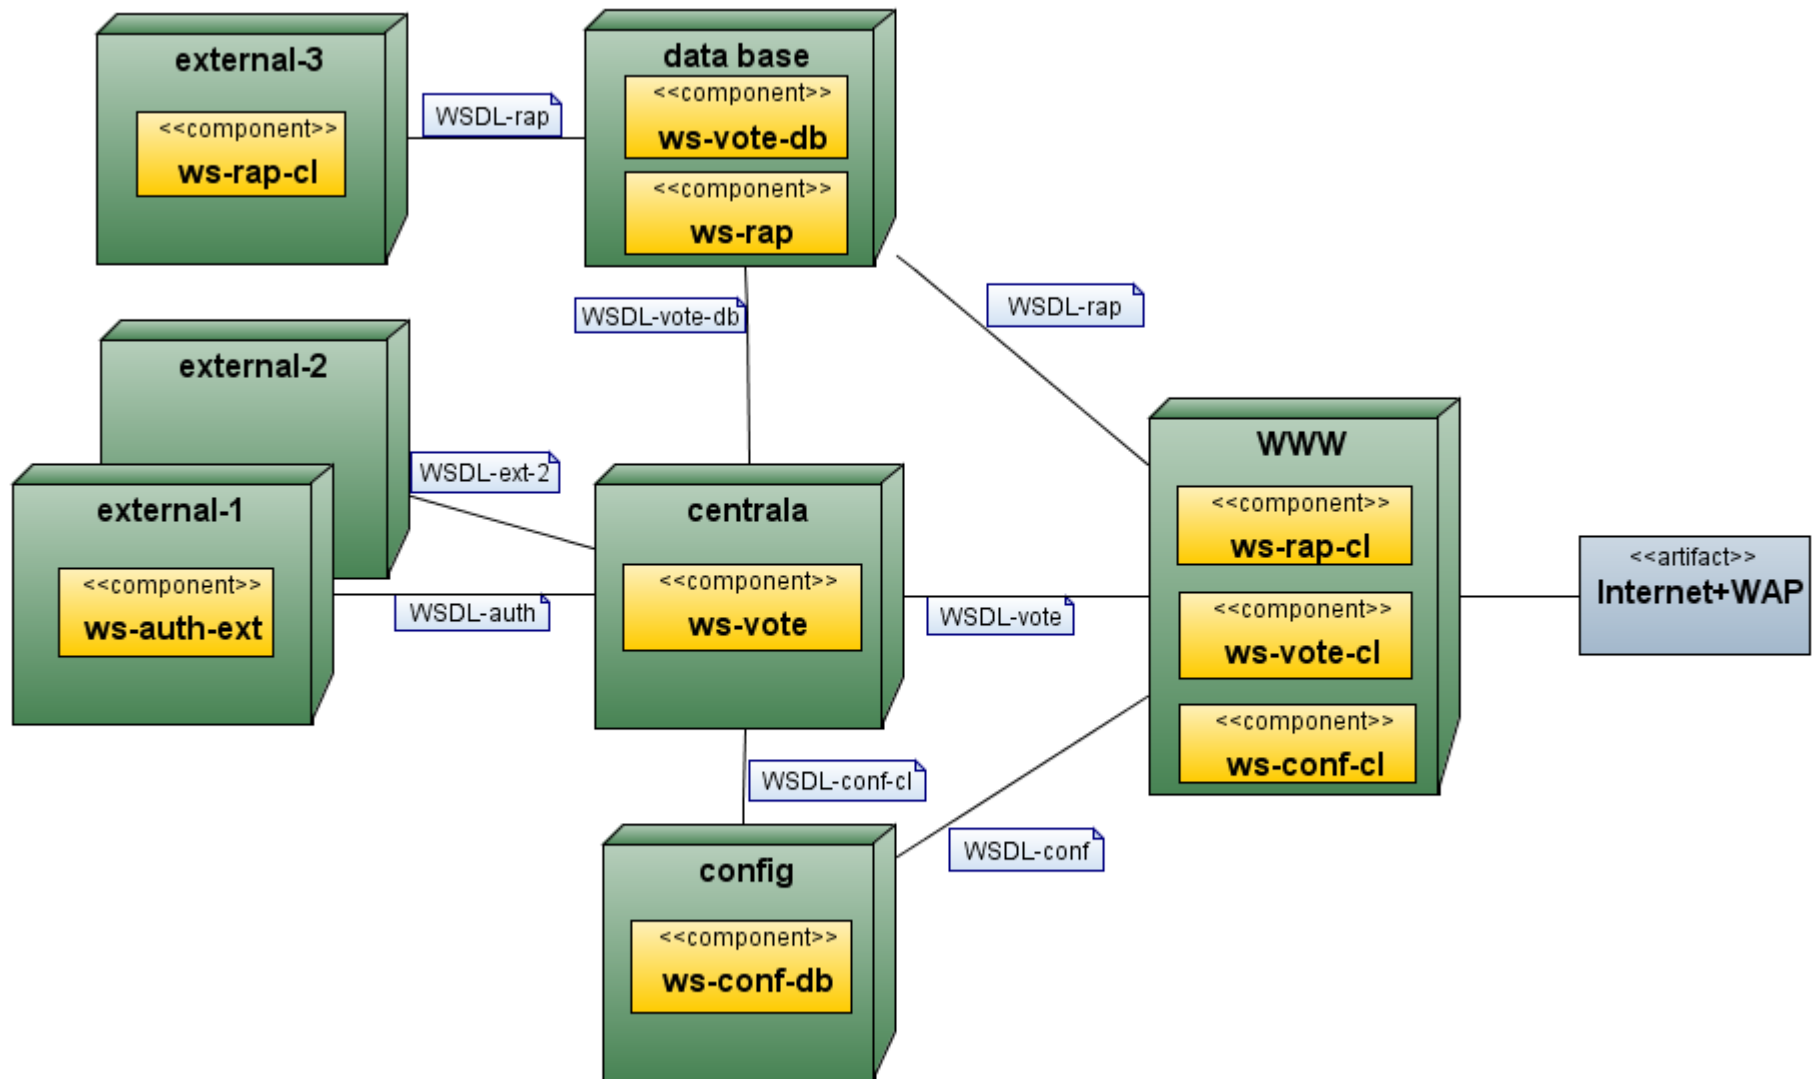 external-3
<<component>>
ws-rap-cl
WSDL-rap
data base
<<component>>
ws-vote-db
<<component>>
ws-rap
WSDL-vote-db
WSDL-rap
external-2
WSDL-ext-2
external-1
<<component>>
ws-auth-ext
WSDL-auth
centrala
<<component>>
ws-vote
WSDL-vote
WWW
<<component>>
ws-rap-cl
<<component>>
ws-vote-cl
<<component>>
ws-conf-cl
<<artifact>>
Internet+WAP
WSDL-conf-cl
WSDL-conf
config
<<component>>
ws-conf-db